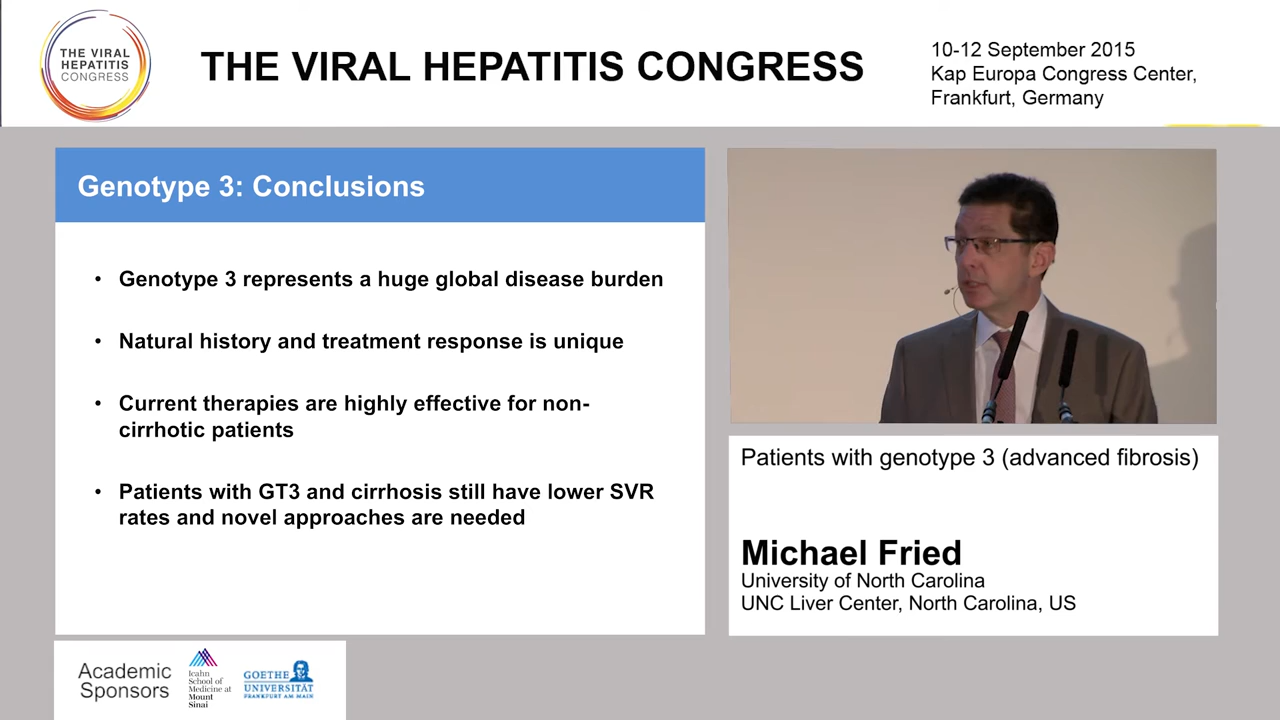 THE VIRAL
HEPATITIS
CONGRESS
THE VIRAL HEPATITIS CONGRESS
10-12 September 2015
Kap Europa Congress Center,
Frankfurt, Germany
Genotype 3: Conclusions
• Genotype 3 represents a huge global disease burden
• Natural history and treatment response is unique
• Current therapies are highly effective for non-
cirrhotic patients
• Patients with GT3 and cirrhosis still have lower SVR
rates and novel approaches are needed
Patients with genotype 3 (advanced fibrosis)
Michael Fried
University of North Carolina
UNC Liver Center, North Carolina, US
Academic
Sponsors
Icahn
School of
Medicine at
Mount
Sinai
GOETHE
UNIVERSITÄT
FRANKFURT AM MAIN